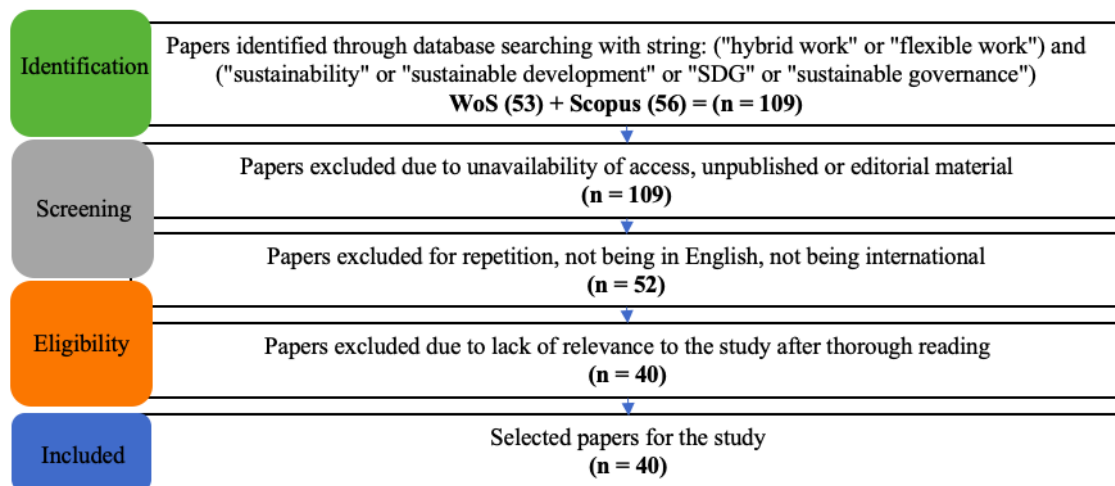 Identification
Papers identified through database searching with string: ("hybrid work" or "flexible work") and
("sustainability" or "sustainable development" or "SDG" or "sustainable governance")
WoS (53) + Scopus (56) = (n = 109)
Screening
Papers excluded due to unavailability of access, unpublished or editorial material
(n = 109)
Papers excluded for repetition, not being in English, not being international
(n = 52)
Eligibility
Papers excluded due to lack of relevance to the study after thorough reading
(n = 40)
Included
Selected papers for the study
(n = 40)